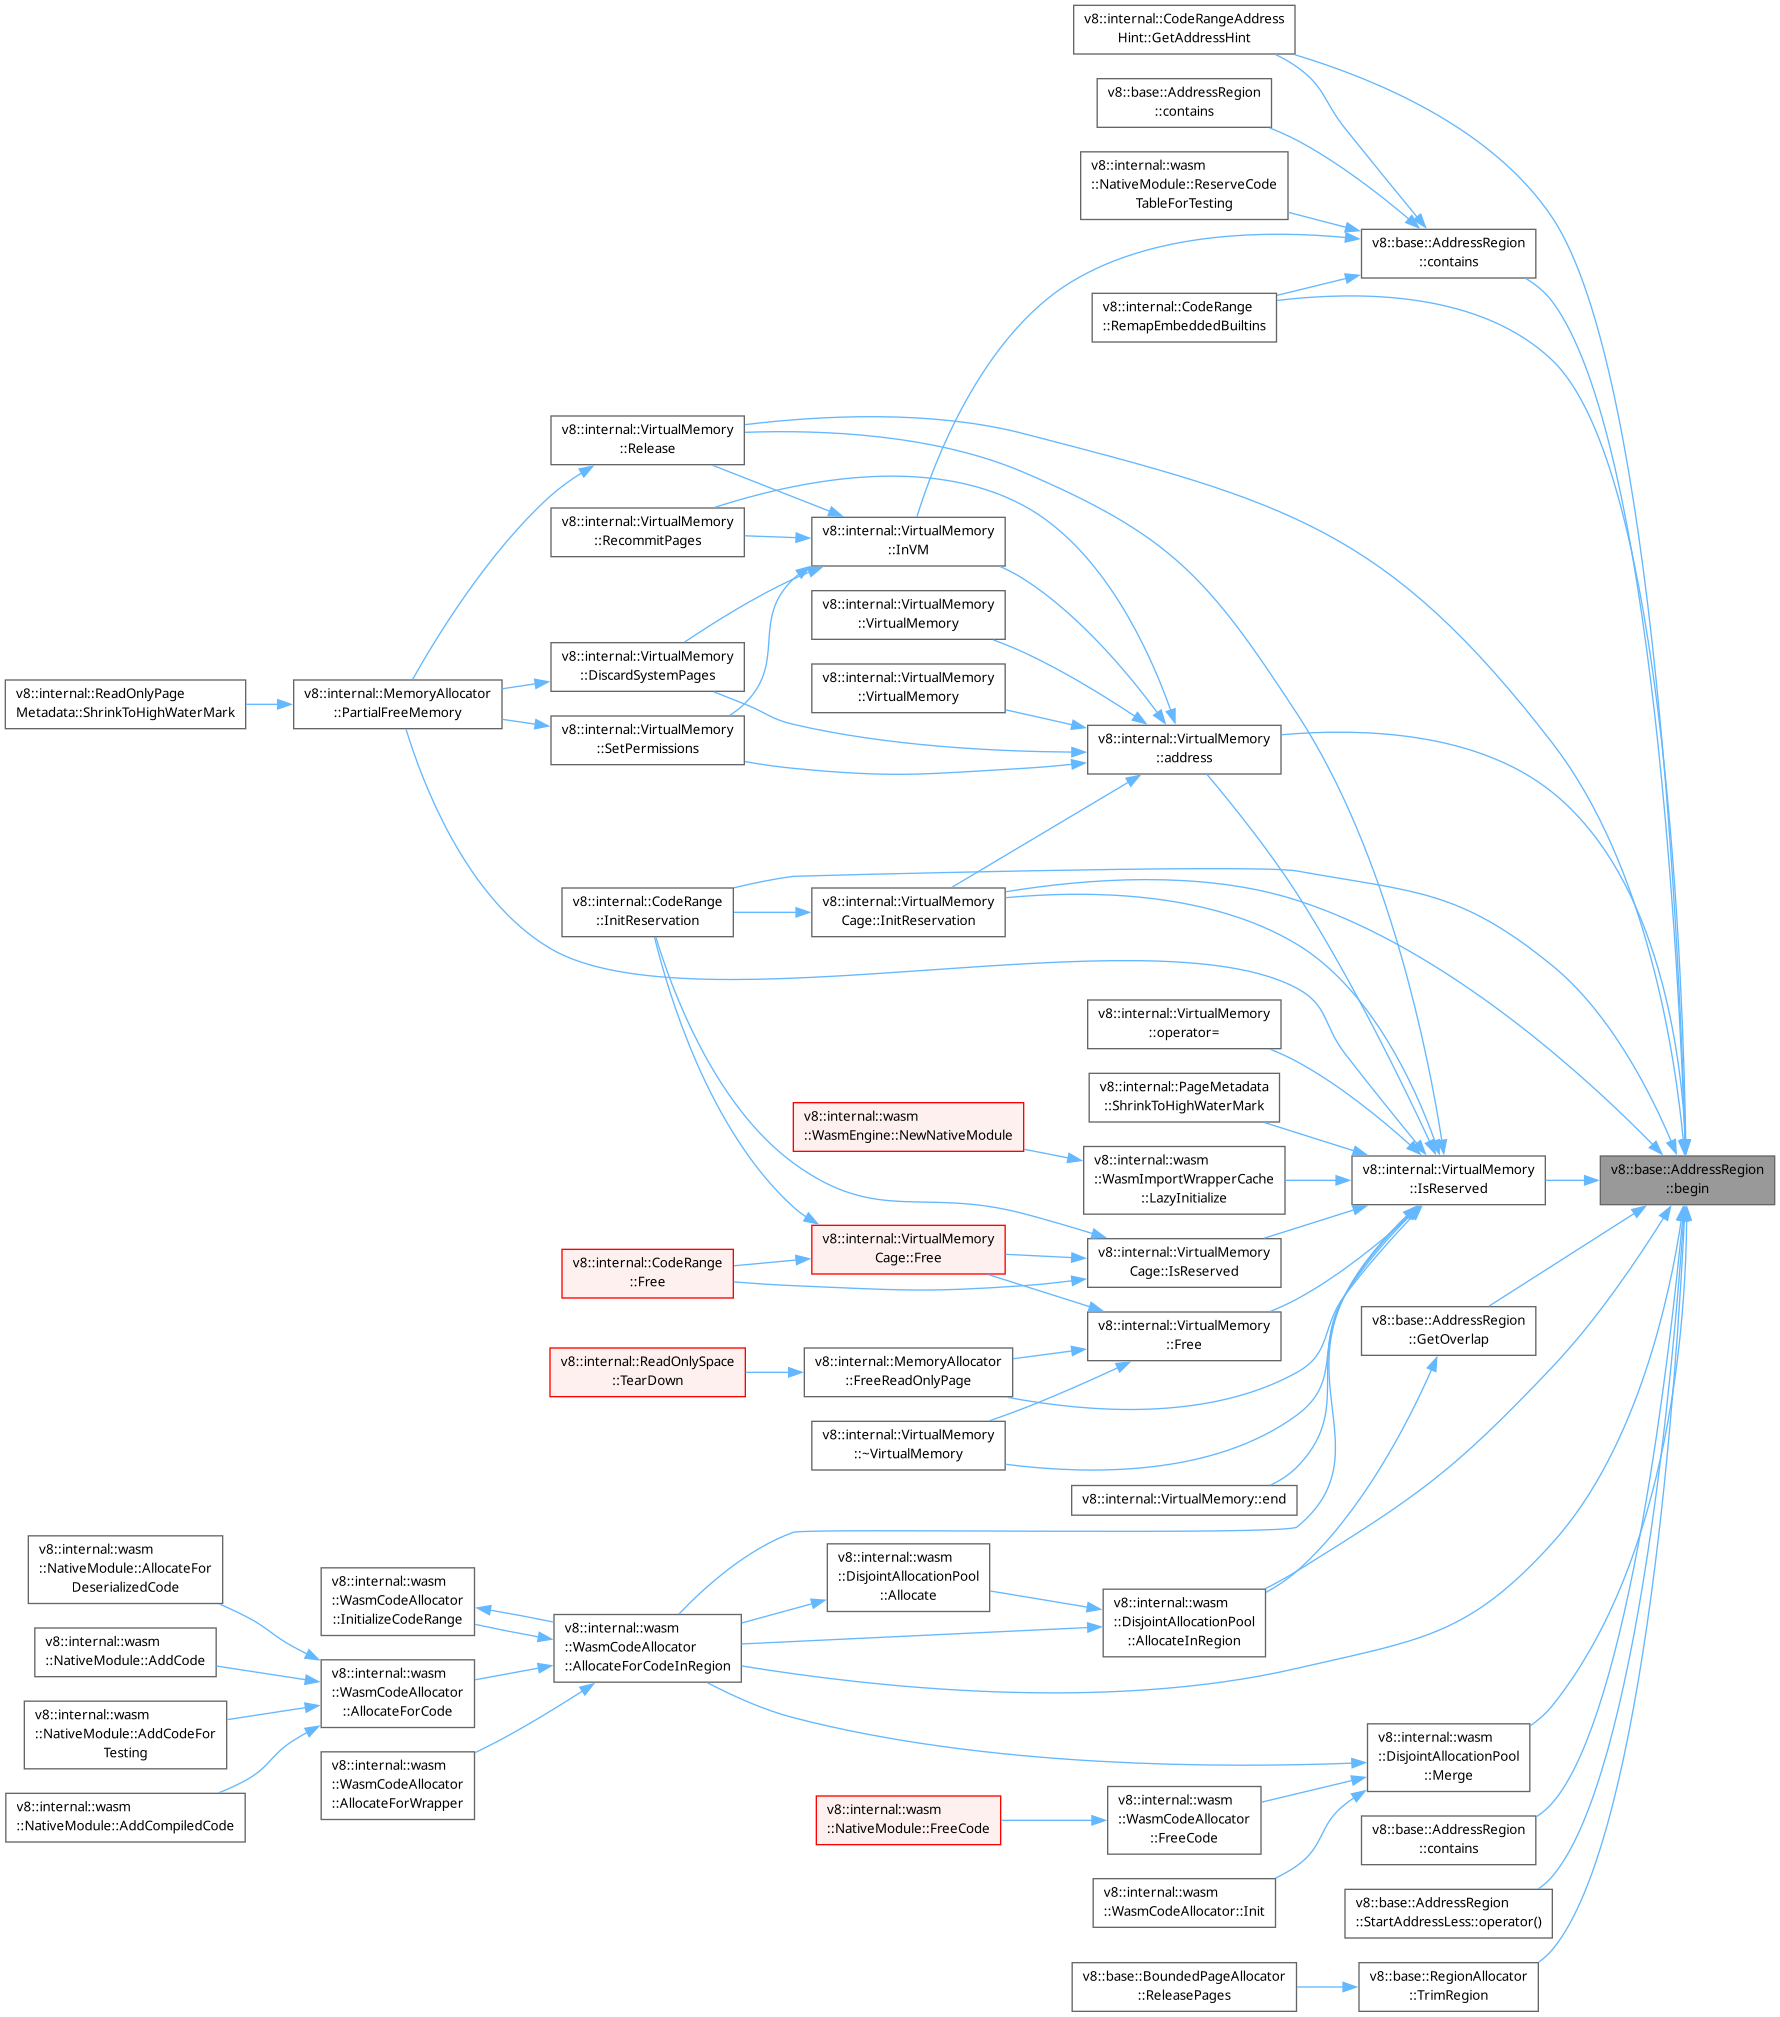 v8::internal::CodeRangeAddress
Hint::GetAddressHint
v8::base::AddressRegion
::contains
v8::internal::wasm
::NativeModule::ReserveCode
TableForTesting
v8::base::AddressRegion
::contains
v8::internal::CodeRange
::RemapEmbeddedBuiltins
v8::internal::VirtualMemory
::Release
v8::internal::VirtualMemory
::RecommitPages
v8::internal::VirtualMemory
::InVM
v8::internal::VirtualMemory
::VirtualMemory
v8::internal::VirtualMemory
::DiscardSystemPages
v8::internal::VirtualMemory
::VirtualMemory
v8::internal::ReadOnlyPage
Metadata::ShrinkToHighWaterMark
v8::internal::MemoryAllocator
::PartialFreeMemory
v8::internal::VirtualMemory
::SetPermissions
v8::internal::VirtualMemory
::address
v8::internal::CodeRange
::InitReservation
v8::internal::VirtualMemory
Cage::InitReservation
v8::internal::VirtualMemory
::operator=
v8::internal::PageMetadata
::ShrinkToHighWaterMark
v8::internal::wasm
::WasmEngine::NewNativeModule
v8::internal::wasm
::WasmImportWrapperCache
::LazyInitialize
v8::internal::VirtualMemory
::IsReserved
v8::base::AddressRegion
::begin
v8::internal::VirtualMemory
Cage::Free
v8::internal::VirtualMemory
Cage::IsReserved
v8::internal::CodeRange
::Free
v8::internal::VirtualMemory
::Free
v8::base::AddressRegion
::GetOverlap
v8::internal::ReadOnlySpace
::TearDown
v8::internal::MemoryAllocator
::FreeReadOnlyPage
v8::internal::VirtualMemory
::~VirtualMemory
v8::internal::VirtualMemory::end
v8::internal::wasm
::NativeModule::AllocateFor
DeserializedCode
v8::internal::wasm
::WasmCodeAllocator
::InitializeCodeRange
v8::internal::wasm
::DisjointAllocationPool
::Allocate
v8::internal::wasm
::DisjointAllocationPool
::AllocateInRegion
v8::internal::wasm
::WasmCodeAllocator
::AllocateForCodeInRegion
v8::internal::wasm
::NativeModule::AddCode
v8::internal::wasm
::WasmCodeAllocator
::AllocateForCode
v8::internal::wasm
::NativeModule::AddCodeFor
Testing
v8::internal::wasm
::WasmCodeAllocator
::AllocateForWrapper
v8::internal::wasm
::NativeModule::AddCompiledCode
v8::internal::wasm
::DisjointAllocationPool
::Merge
v8::internal::wasm
::NativeModule::FreeCode
v8::internal::wasm
::WasmCodeAllocator
::FreeCode
v8::base::AddressRegion
::contains
v8::internal::wasm
::WasmCodeAllocator::Init
v8::base::AddressRegion
::StartAddressLess::operator()
v8::base::BoundedPageAllocator
::ReleasePages
v8::base::RegionAllocator
::TrimRegion